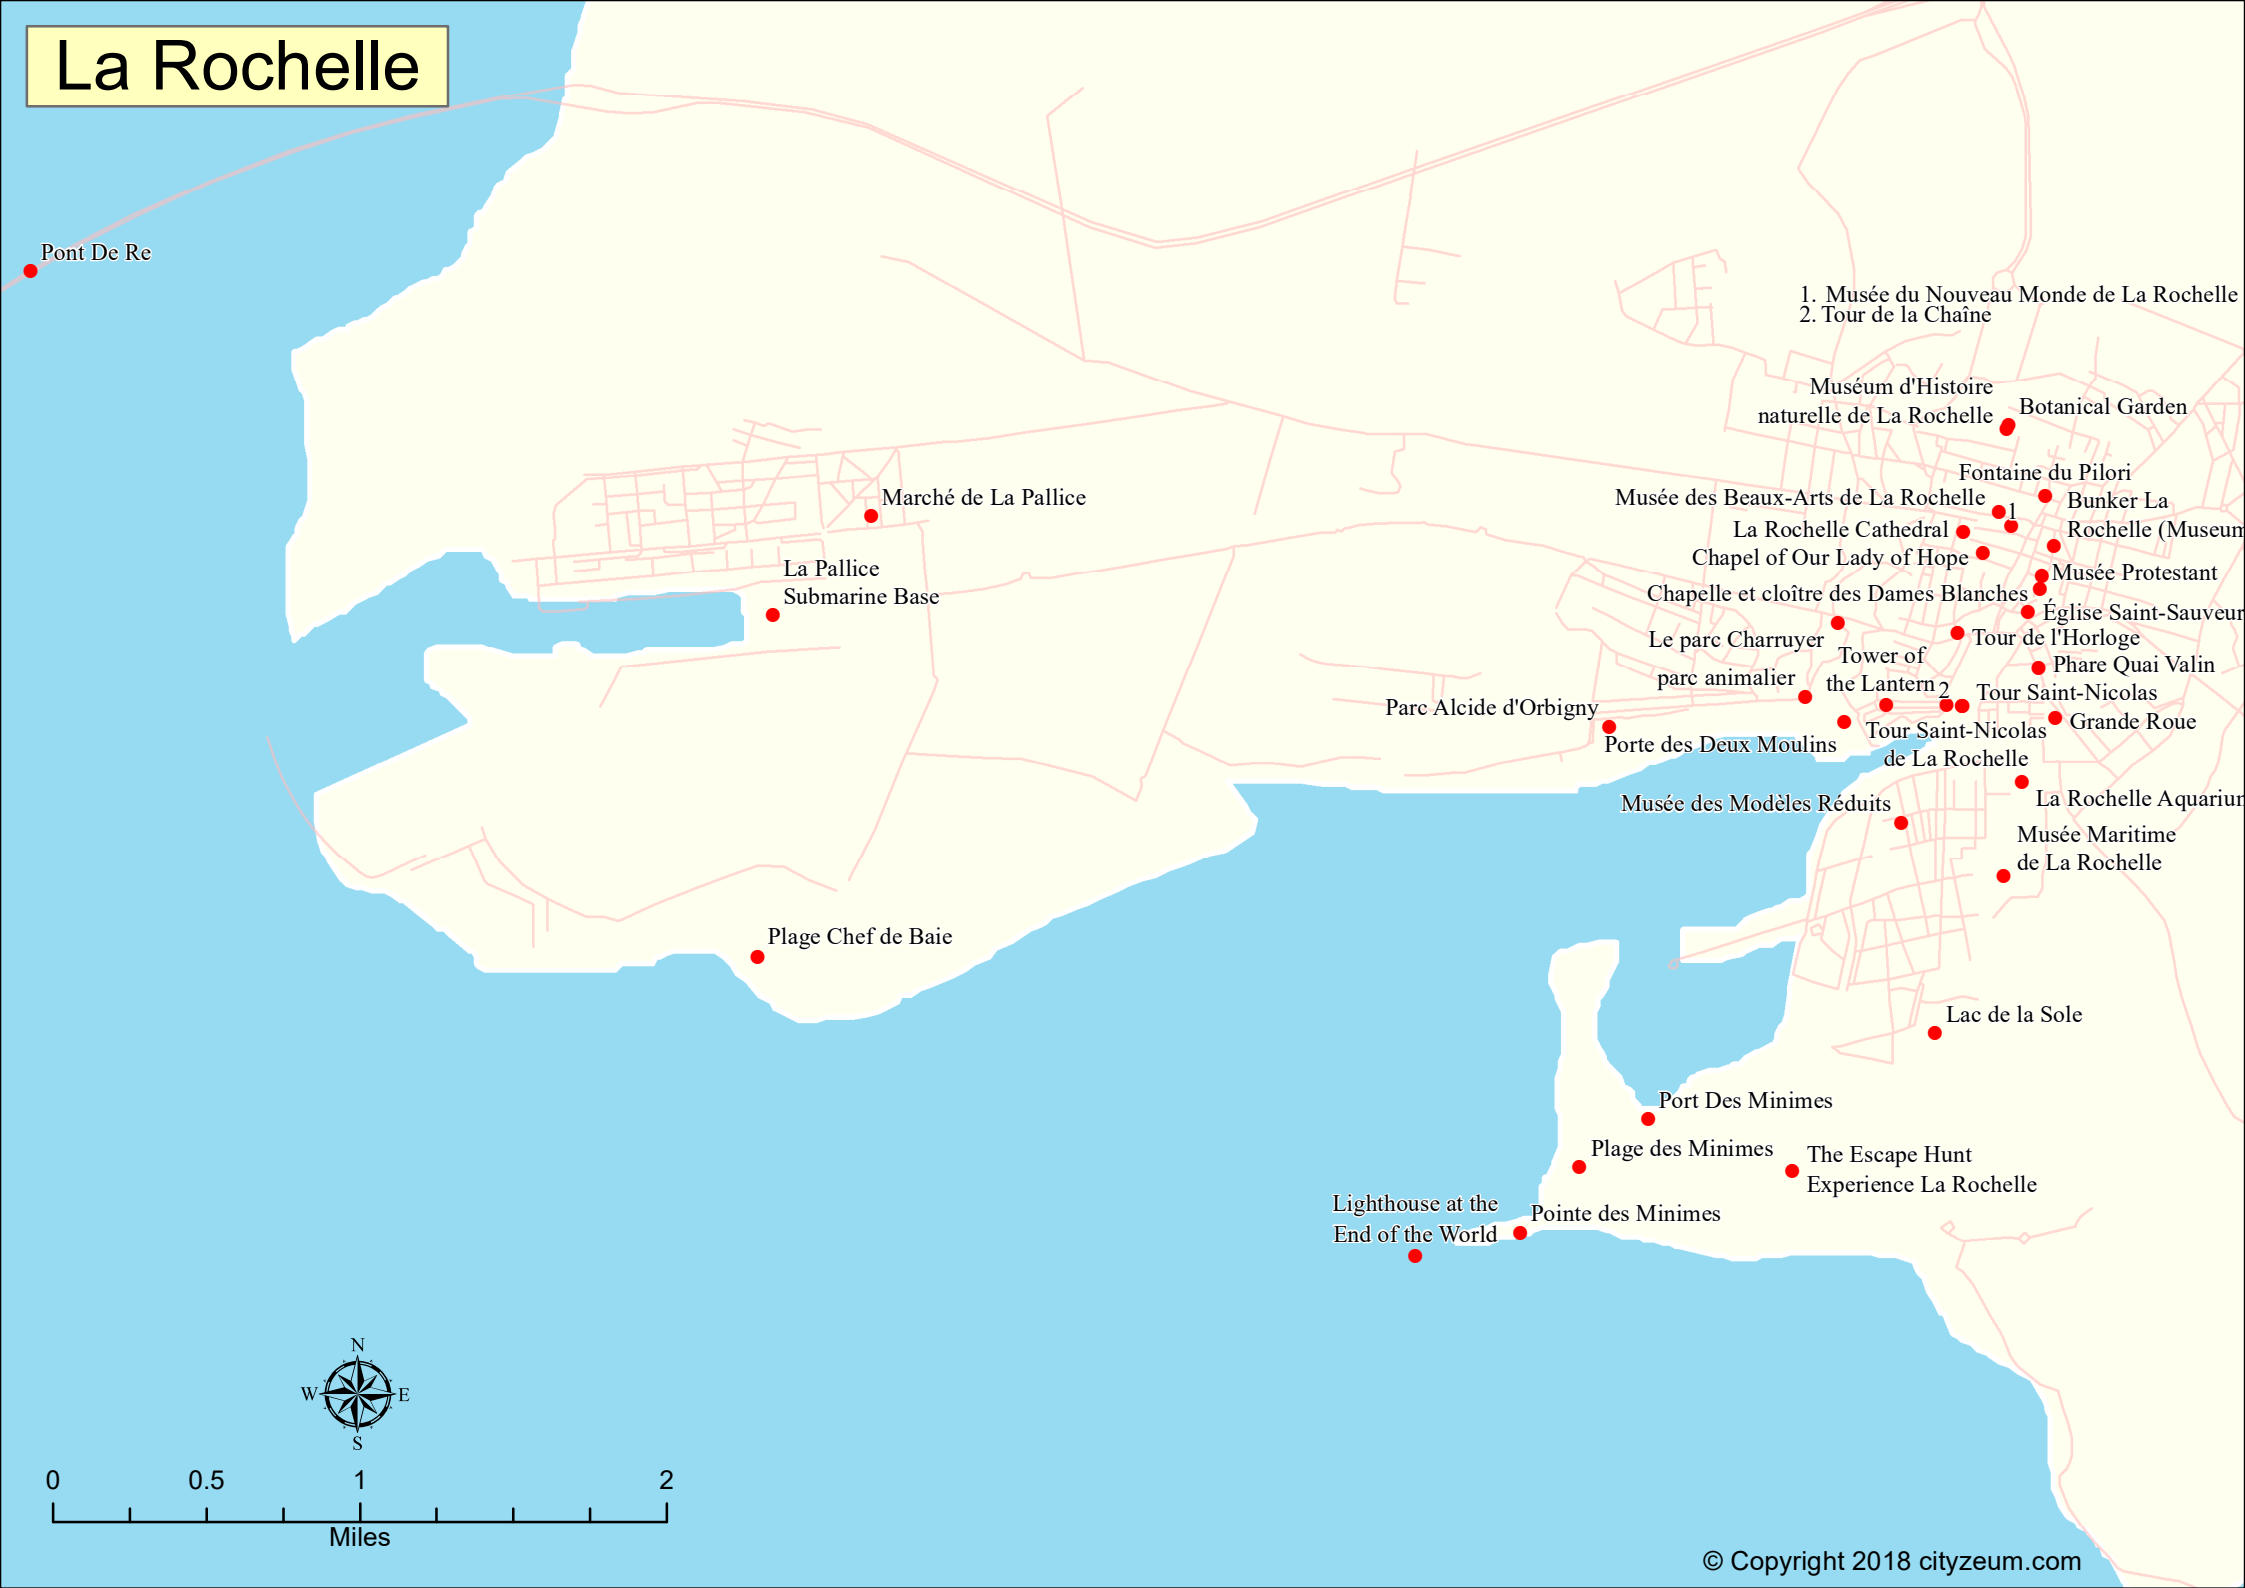 La Rochelle
Pont De Re
1. Musée du Nouveau Monde de La Rochelle
2. Tour de la Chaîne
Muséum d'Histoire
naturelle de La Rochelle
Botanical Garden
Fontaine du Pilori
Marché de La Pallice
Musée des Beaux-Arts de La Rochelle
1
Bunker La
Rochelle (Museum
La Rochelle Cathedral
Chapel of Our Lady of Hope
La Pallice
Submarine Base
Musée Protestant
Chapelle et cloître des Dames Blanches
Église Saint-Sauveur
Le parc Charruyer
Tour de l'Horloge
Tower of
the Lantern
2
Phare Quai Valin
parc animalier
Tour Saint-Nicolas
Parc Alcide d'Orbigny
Grande Roue
Porte des Deux Moulins
Tour Saint-Nicolas
de La Rochelle
Musée des Modèles Réduits
La Rochelle Aquarium
Musée Maritime
de La Rochelle
Plage Chef de Baie
Lac de la Sole
Port Des Minimes
Plage des Minimes
The Escape Hunt
Experience La Rochelle
Lighthouse at the
End of the World
Pointe des Minimes
N
W E
S
0 0.5 1 2
Miles
© Copyright 2018 cityzeum.com